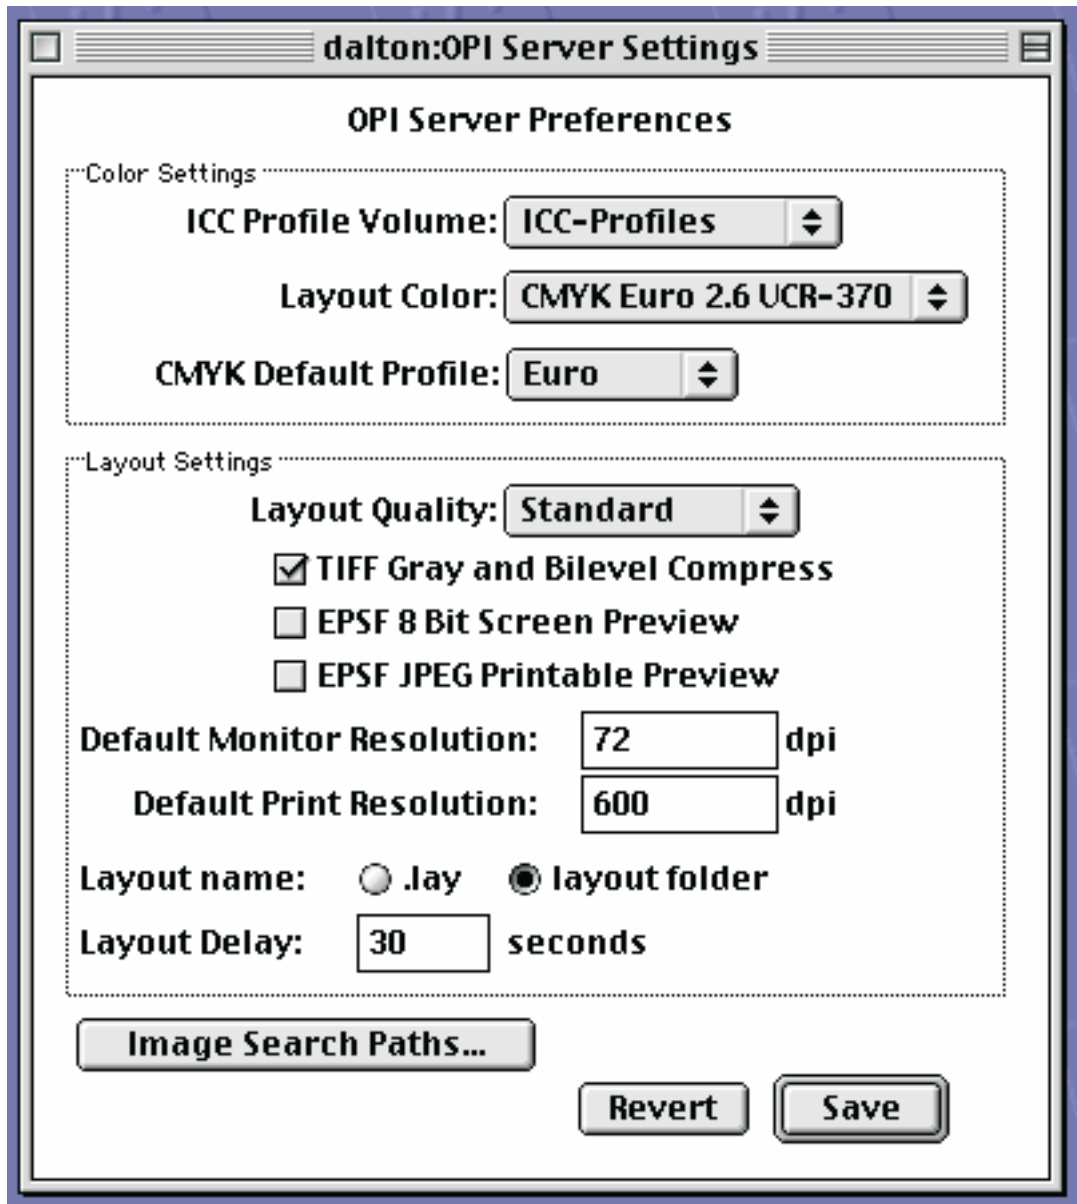 dalton:OPI Server Settings
OPI Server Preferences
Color Settings
ICC Profile Volume: ICC-Profiles
Layout Color: CMYK Euro 2.6 UCR-370
CMYK Default Profile: Euro
Layout Settings
Layout Quality: Standard
TIFF Gray and Bilevel Compress
EPSF 8 Bit Screen Preview
EPSF JPEG Printable Preview
Default Monitor Resolution: 72 dpi
Default Print Resolution: 600 dpi
Layout name: .lay layout folder
Layout Delay: 30 seconds
Image Search Paths...
Revert Save